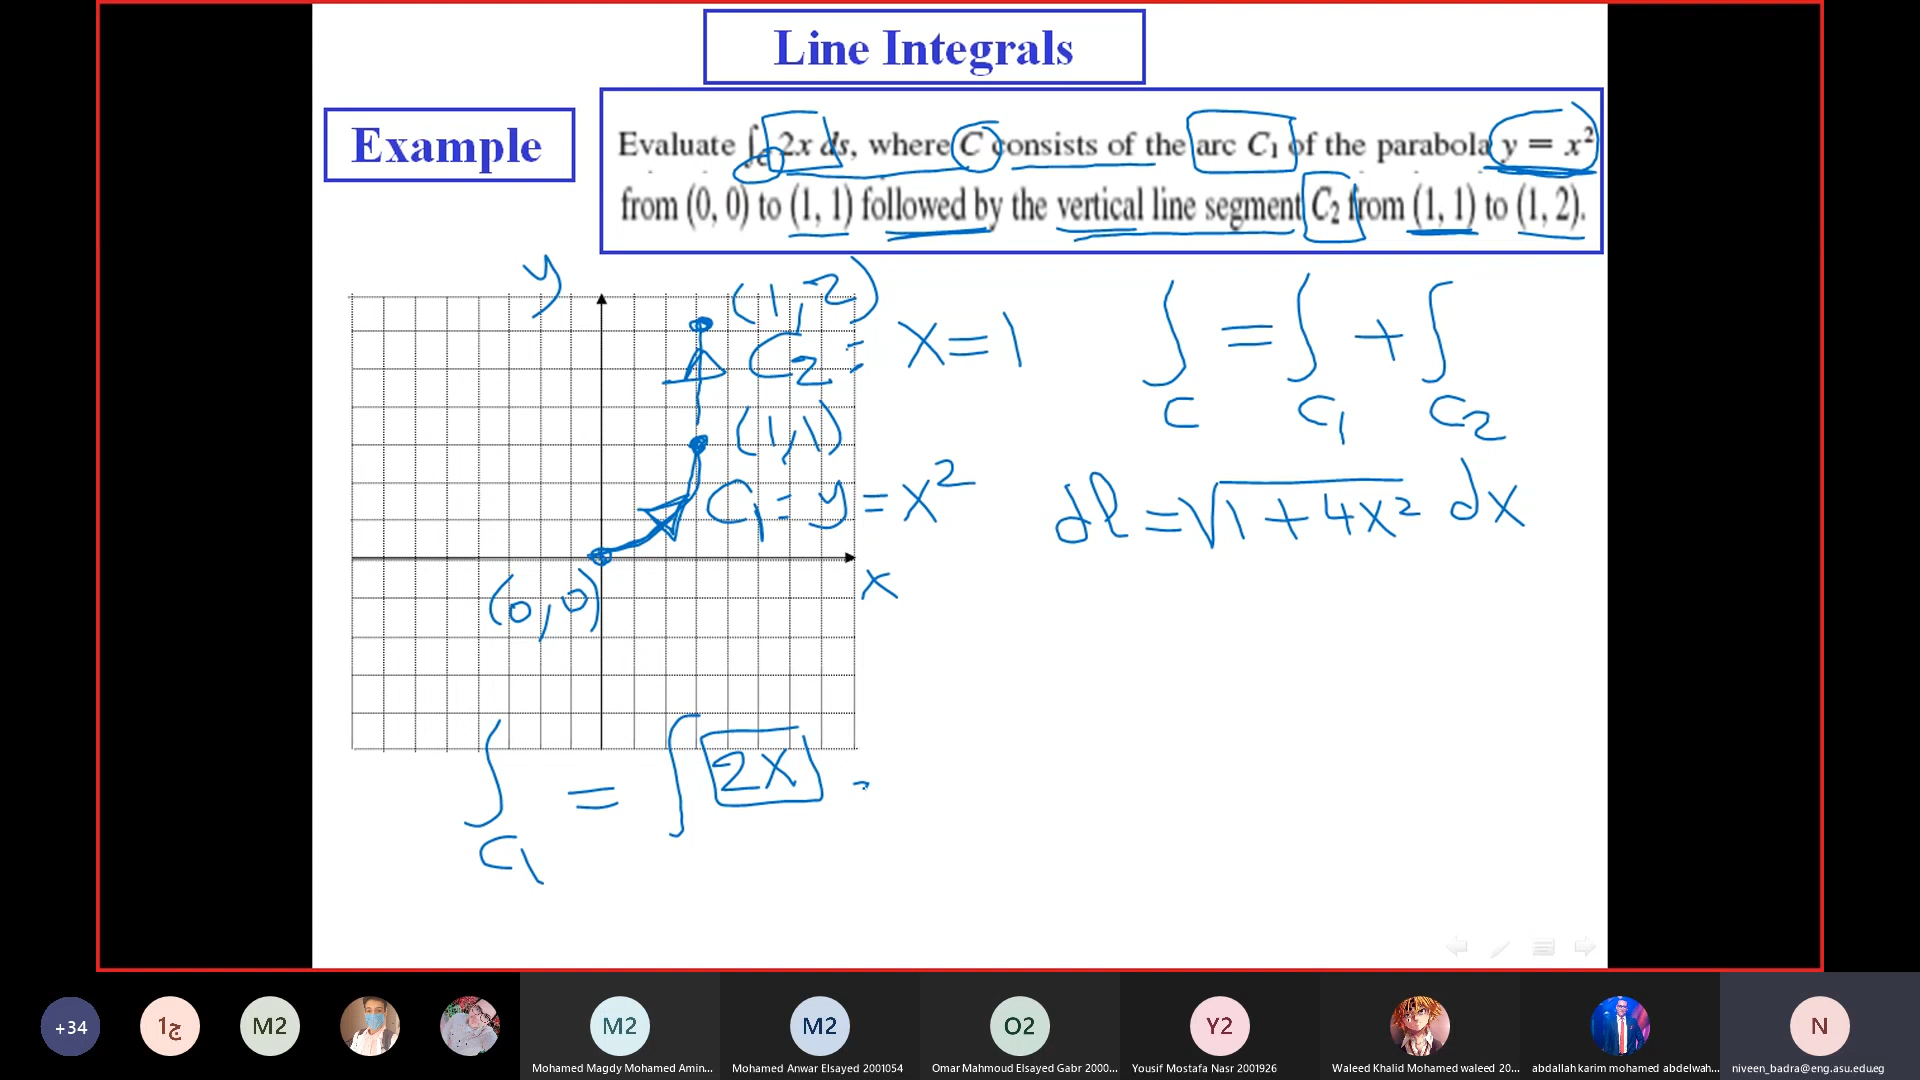 Line Integrals
Example
Evaluate ∫C 2x ds, where C consists of the arc C₁ of the parabola y = x²
from (0, 0) to (1, 1) followed by the vertical line segment C₂ from (1, 1) to (1, 2).
y
(1,2)
C₂ : x=1
(1,1)
C₁ : y = x²
(0,0)
x
∫C = ∫C₁ + ∫C₂
dl = √(1+4x²) dx
∫C₁ = ∫ 2x
+34
1ج
M2
M2
Mohamed Magdy Mohamed Amin...
M2
Mohamed Anwar Elsayed 2001054
O2
Omar Mahmoud Elsayed Gabr 2000...
Y2
Yousif Mostafa Nasr 2001926
Waleed Khalid Mohamed waleed 20...
abdallah karim mohamed abdelwah...
N
niveen_badra@eng.asu.edu.eg